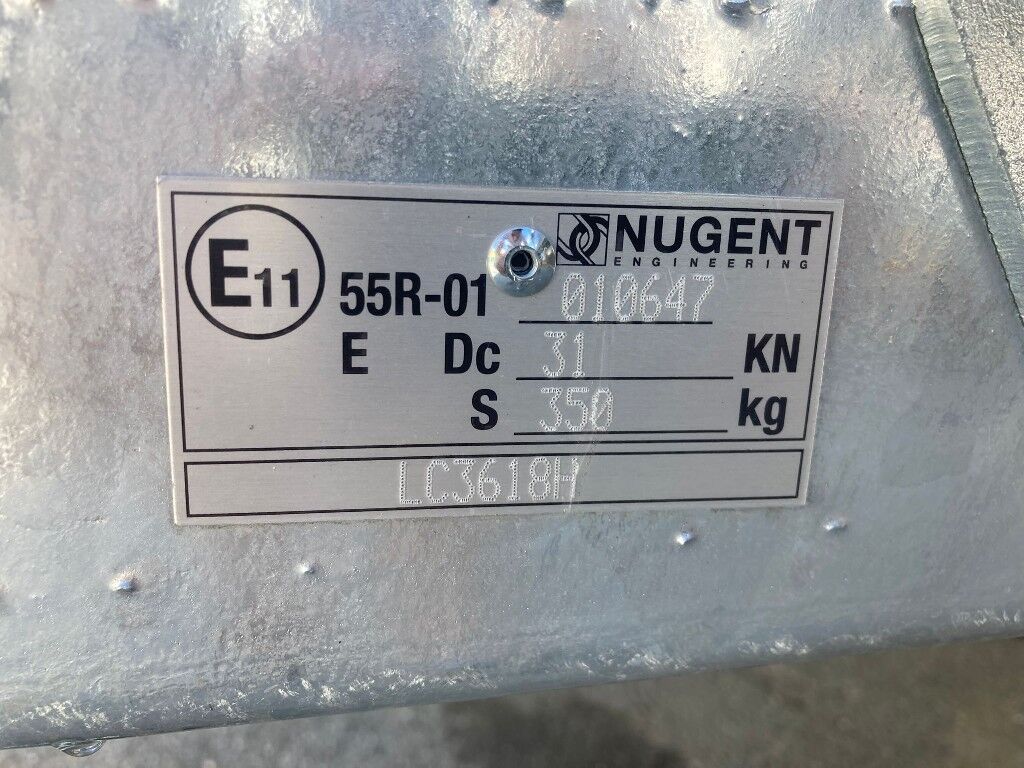 E11
NUGENT
ENGINEERING
55R-01 010647
E Dc 31 KN
S 350 kg
LC3618H